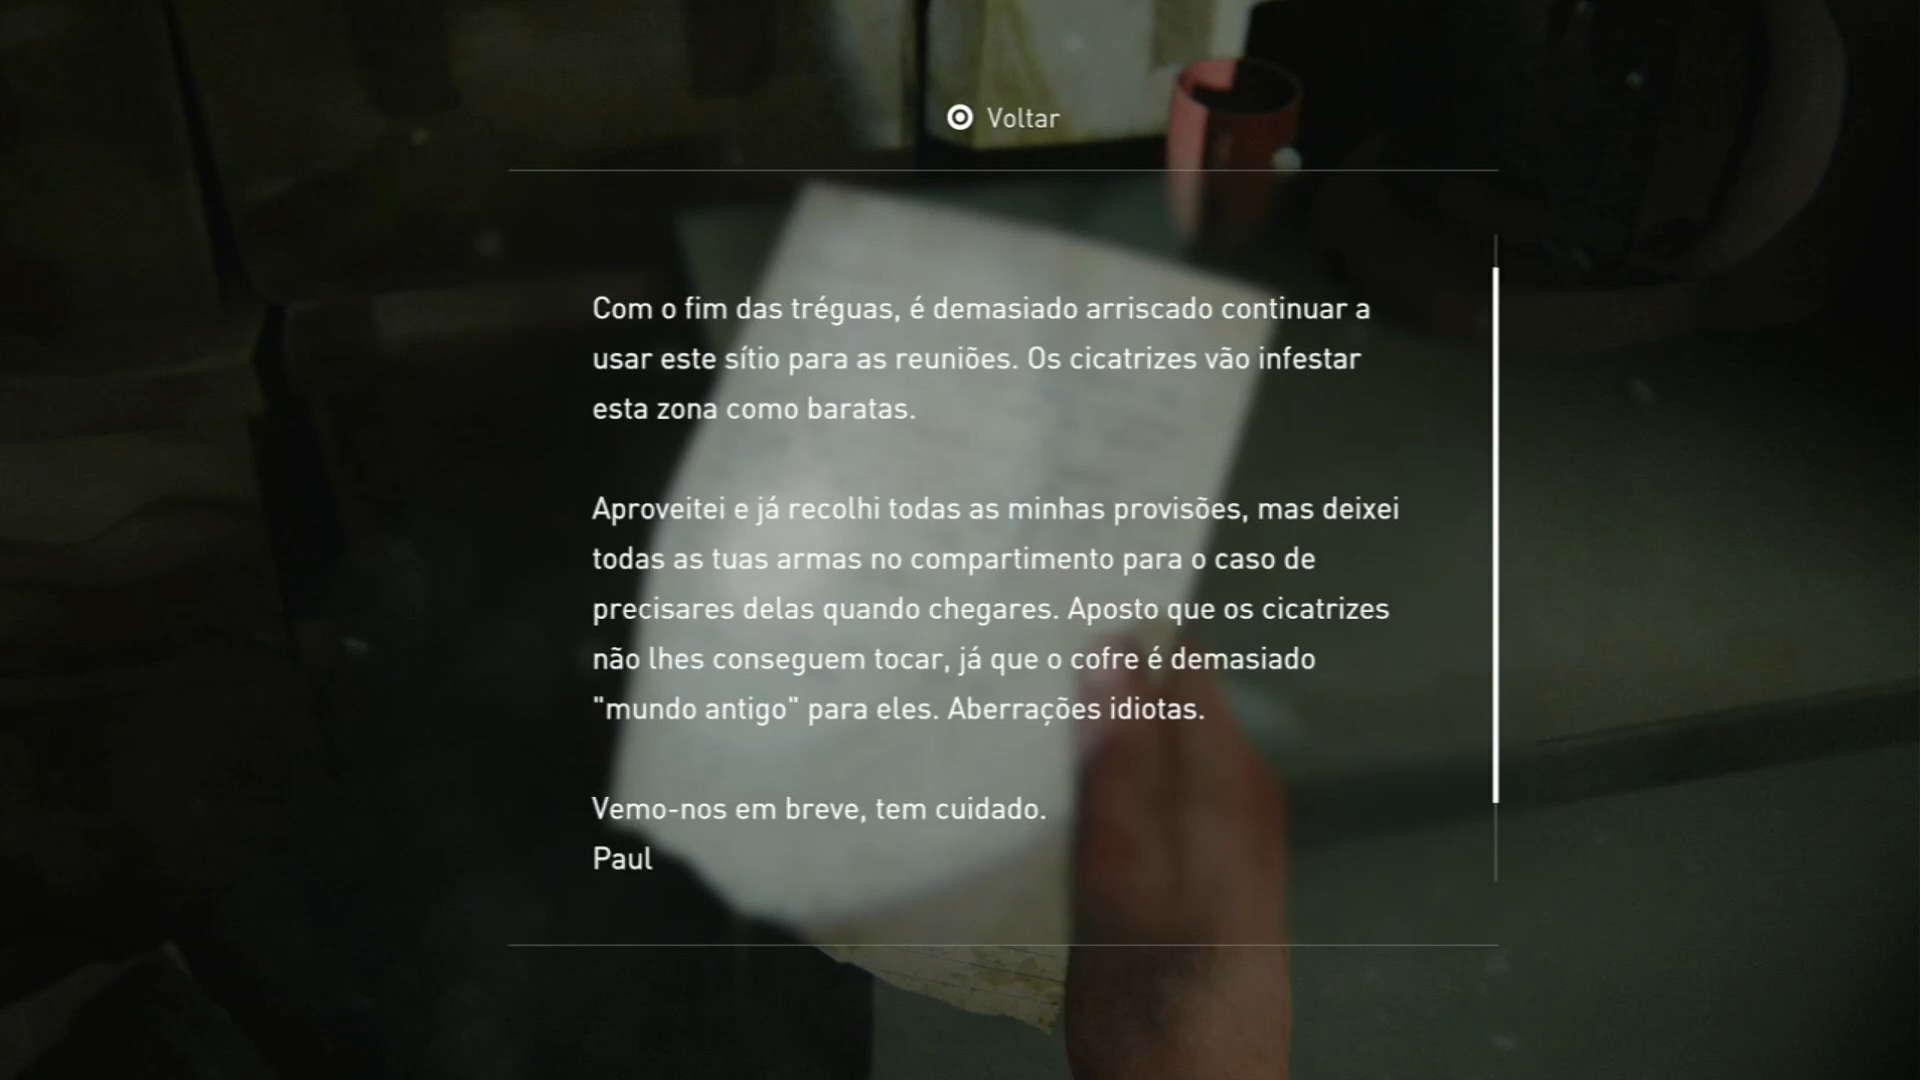 Voltar
Com o fim das tréguas, é demasiado arriscado continuar a
usar este sítio para as reuniões. Os cicatrizes vão infestar
esta zona como baratas.
Aproveitei e já recolhi todas as minhas provisões, mas deixei
todas as tuas armas no compartimento para o caso de
precisares delas quando chegares. Aposto que os cicatrizes
não lhes conseguem tocar, já que o cofre é demasiado
"mundo antigo" para eles. Aberrações idiotas.
Vemo-nos em breve, tem cuidado.
Paul